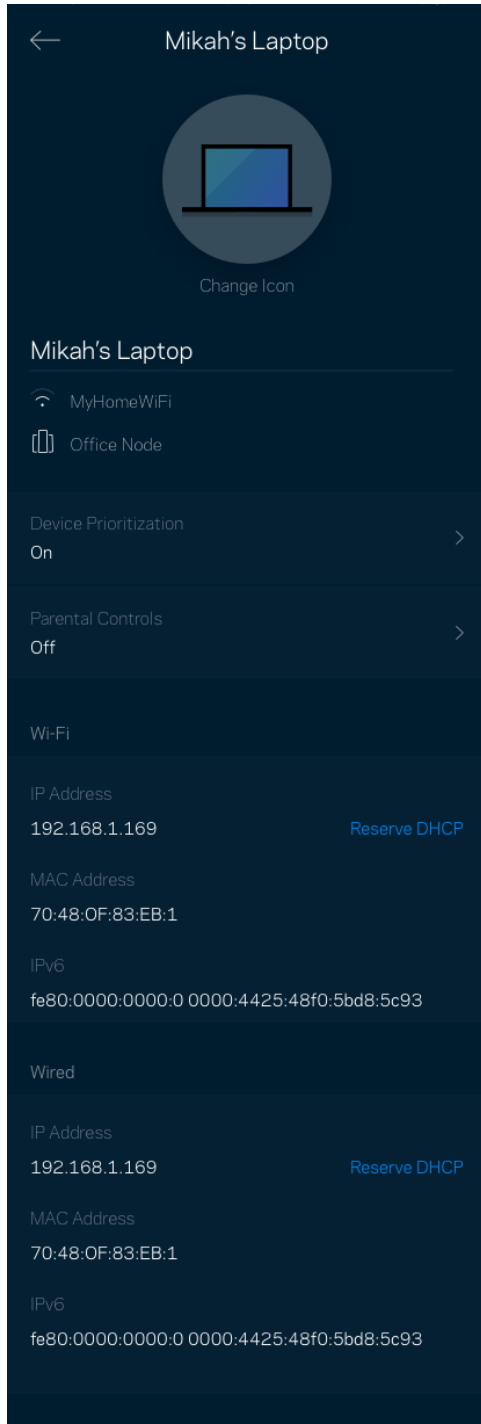 Mikah's Laptop
Change Icon
Mikah's Laptop
MyHomeWiFi
Office Node
Device Prioritization
On
Parental Controls
Off
Wi-Fi
IP Address
192.168.1.169 Reserve DHCP
MAC Address
70:48:0F:83:EB:1
IPv6
fe80:0000:0000:0 0000:4425:48f0:5bd8:5c93
Wired
IP Address
192.168.1.169 Reserve DHCP
MAC Address
70:48:0F:83:EB:1
IPv6
fe80:0000:0000:0 0000:4425:48f0:5bd8:5c93